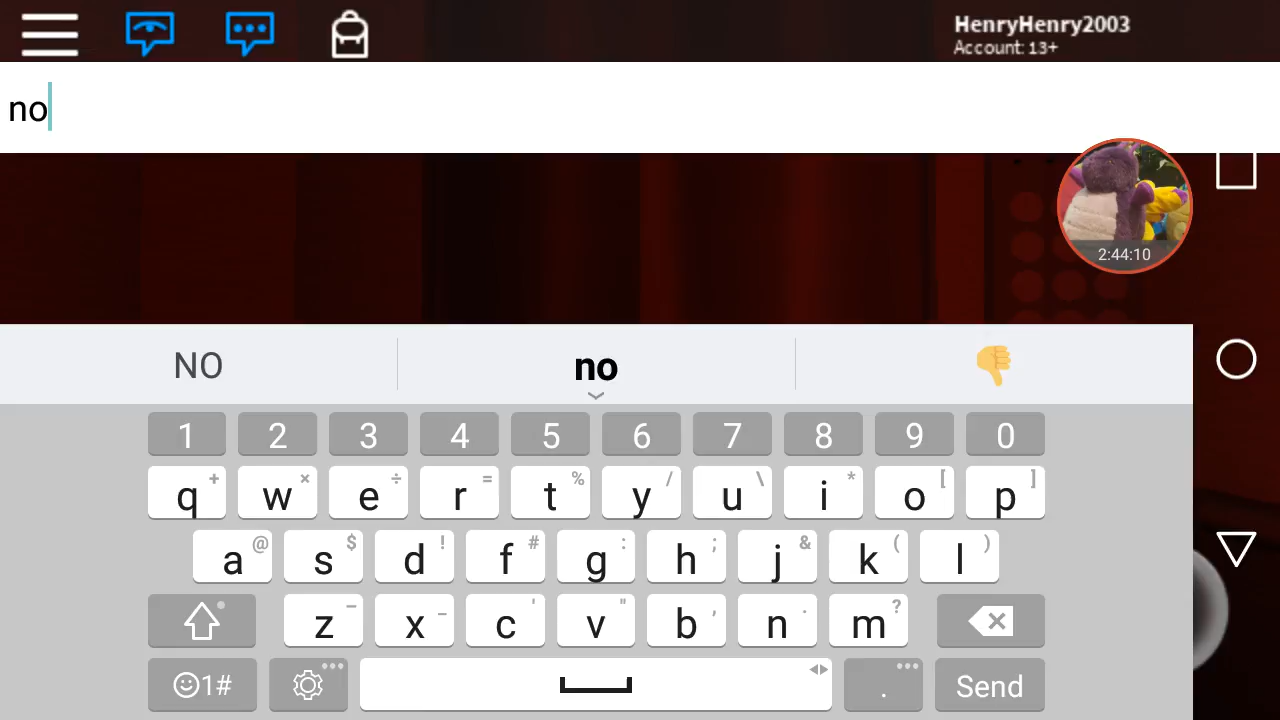 HenryHenry2003
Account: 13+
no
2:44:10
NO no
1 2 3 4 5 6 7 8 9 0
q + w × e ÷ r = t % y / u \ i * o [ p ]
a @ s $ d ! f # g : h ; j & k ( l )
z - x _ c ' v " b , n . m ?
1# . Send